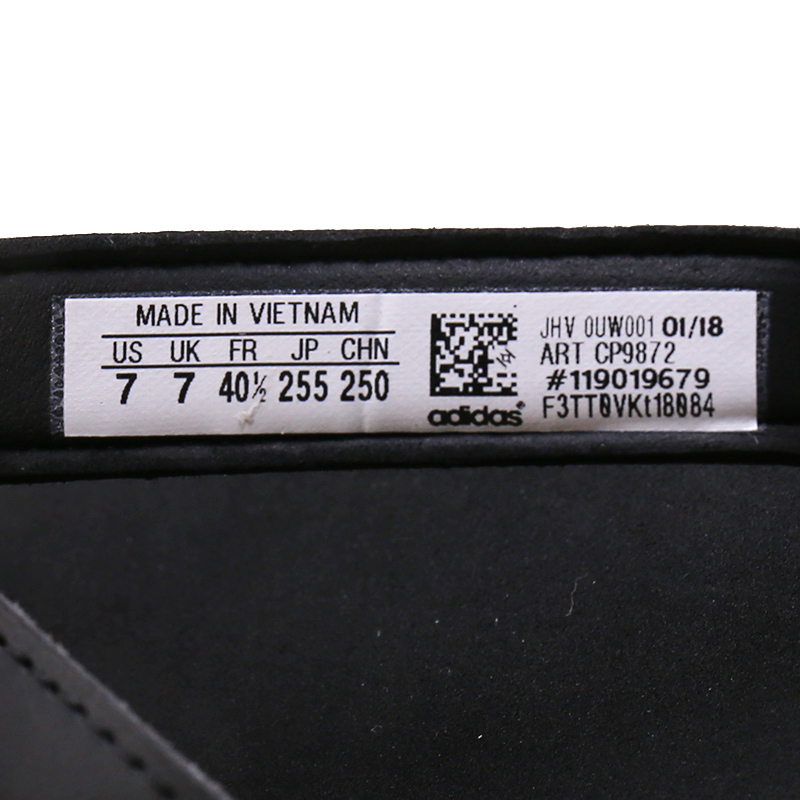 MADE IN VIETNAM
US UK FR JP CHN
7 7 40½ 255 250
adidas®
JHV 0UW001 01/18
ART CP9872
#119019679
F3TT0VKt18084